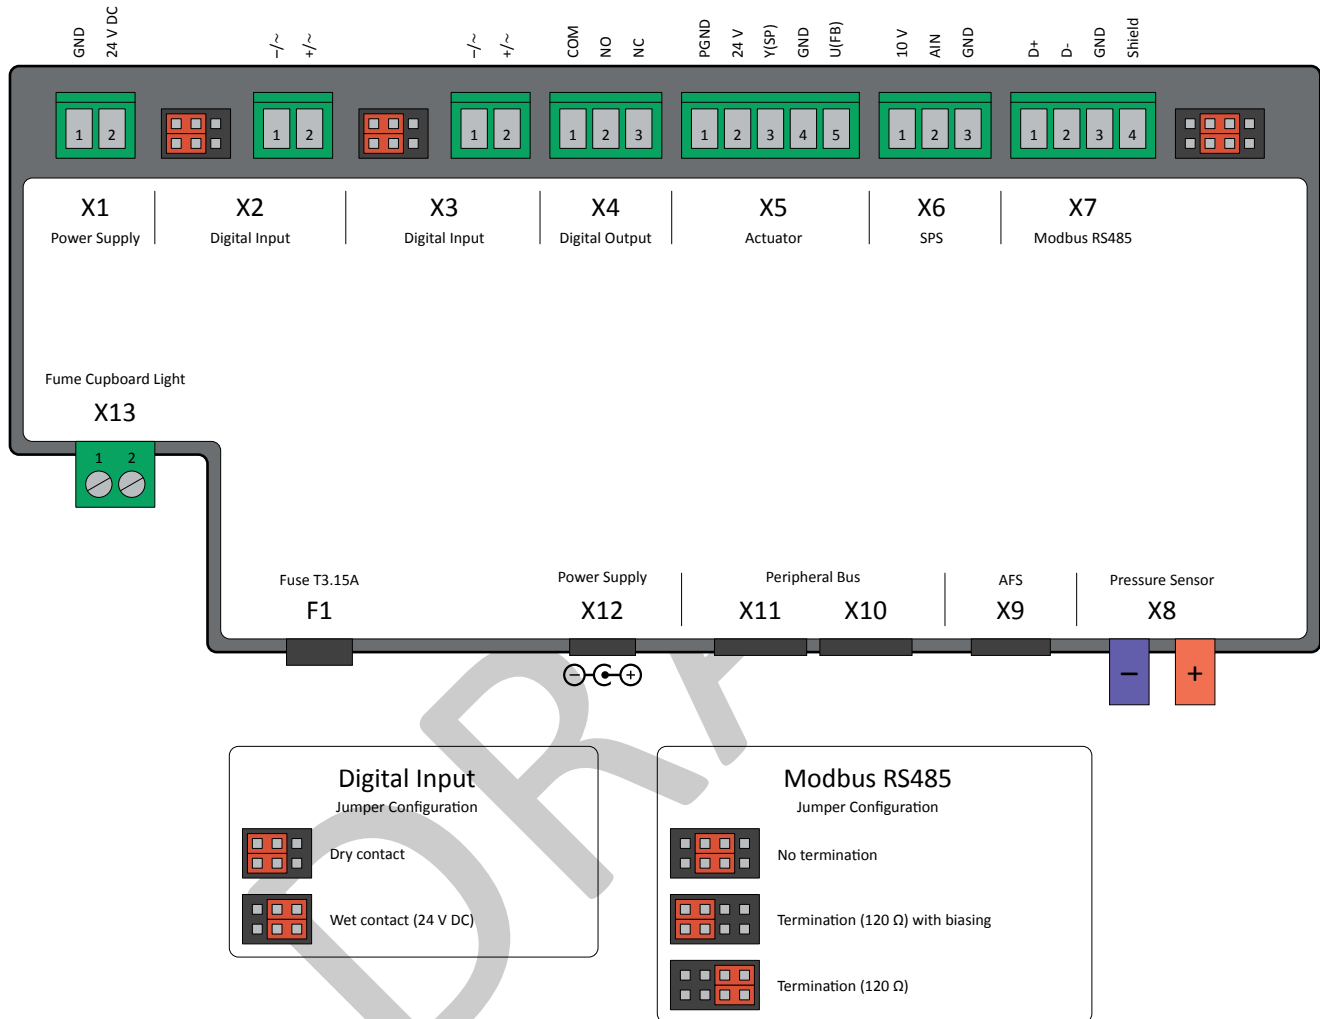 GND 24 V DC –/~ +/~ –/~ +/~ COM NO NC PGND 24 V Y(SP) GND U(FB) 10 V AIN GND D+ D- GND Shield
1 2 1 2 1 2 1 2 3 1 2 3 4 5 1 2 3 1 2 3 4
X1 X2 X3 X4 X5 X6 X7
Power Supply Digital Input Digital Input Digital Output Actuator SPS Modbus RS485
Fume Cupboard Light
X13
1 2
Fuse T3.15A Power Supply Peripheral Bus AFS Pressure Sensor
F1 X12 X11 X10 X9 X8
– + – +
Digital Input
Jumper Configuration
Dry contact
Wet contact (24 V DC)
Modbus RS485
Jumper Configuration
No termination
Termination (120 Ω) with biasing
Termination (120 Ω)
DRA